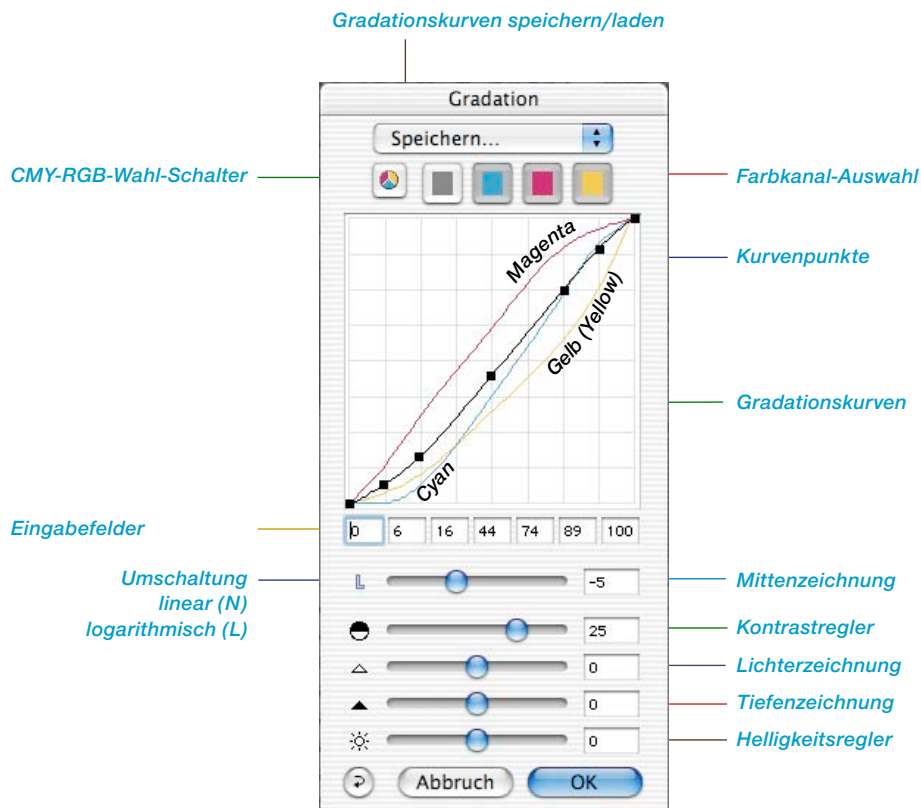 Gradationskurven speichern/laden
Gradation
Speichern...
CMY-RGB-Wahl-Schalter
Farbkanal-Auswahl
Magenta
Kurvenpunkte
Gelb (Yellow)
Gradationskurven
Cyan
Eingabefelder
0 6 16 44 74 89 100
Umschaltung
linear (N)
logarithmisch (L)
L
-5
Mittenzeichnung
25
Kontrastregler
0
Lichterzeichnung
0
Tiefenzeichnung
0
Helligkeitsregler
Abbruch
OK